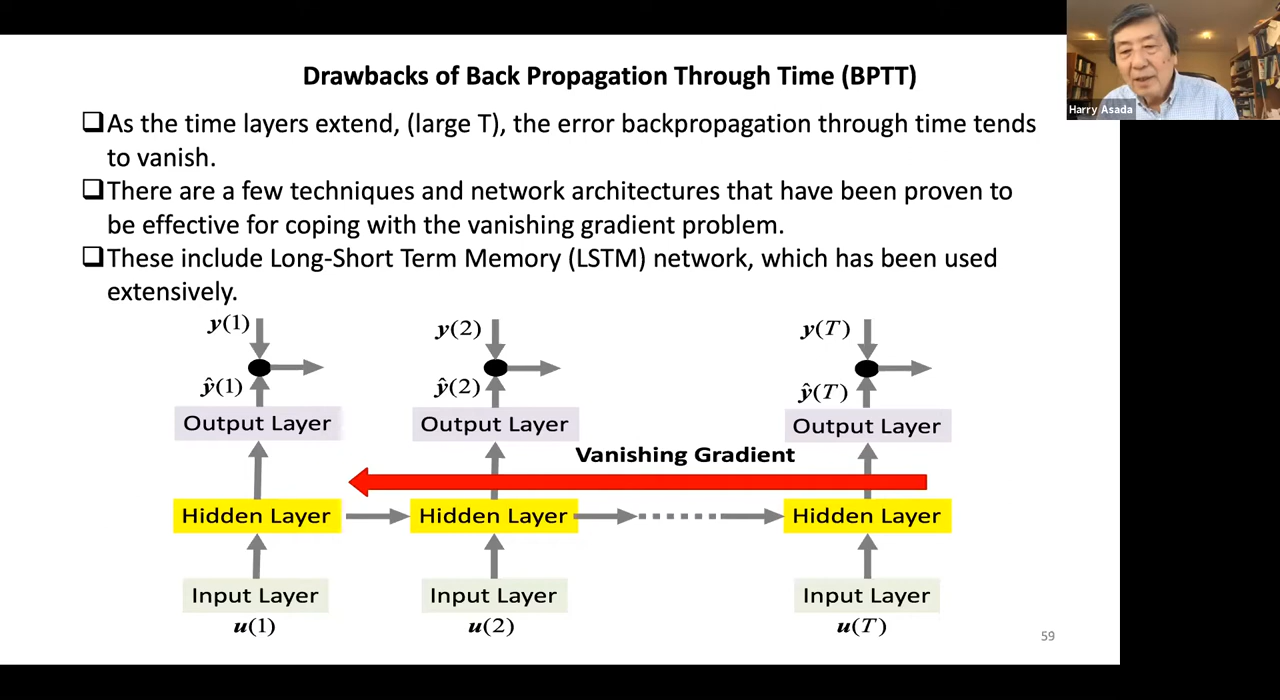 Drawbacks of Back Propagation Through Time (BPTT)
Harry Asada
❑As the time layers extend, (large T), the error backpropagation through time tends
to vanish.
❑There are a few techniques and network architectures that have been proven to
be effective for coping with the vanishing gradient problem.
❑These include Long-Short Term Memory (LSTM) network, which has been used
extensively.
y(1) y(2) y(T)
ŷ(1) ŷ(2) ŷ(T)
Output Layer Output Layer Output Layer
Vanishing Gradient
Hidden Layer Hidden Layer Hidden Layer
Input Layer Input Layer Input Layer
u(1) u(2) u(T)
59